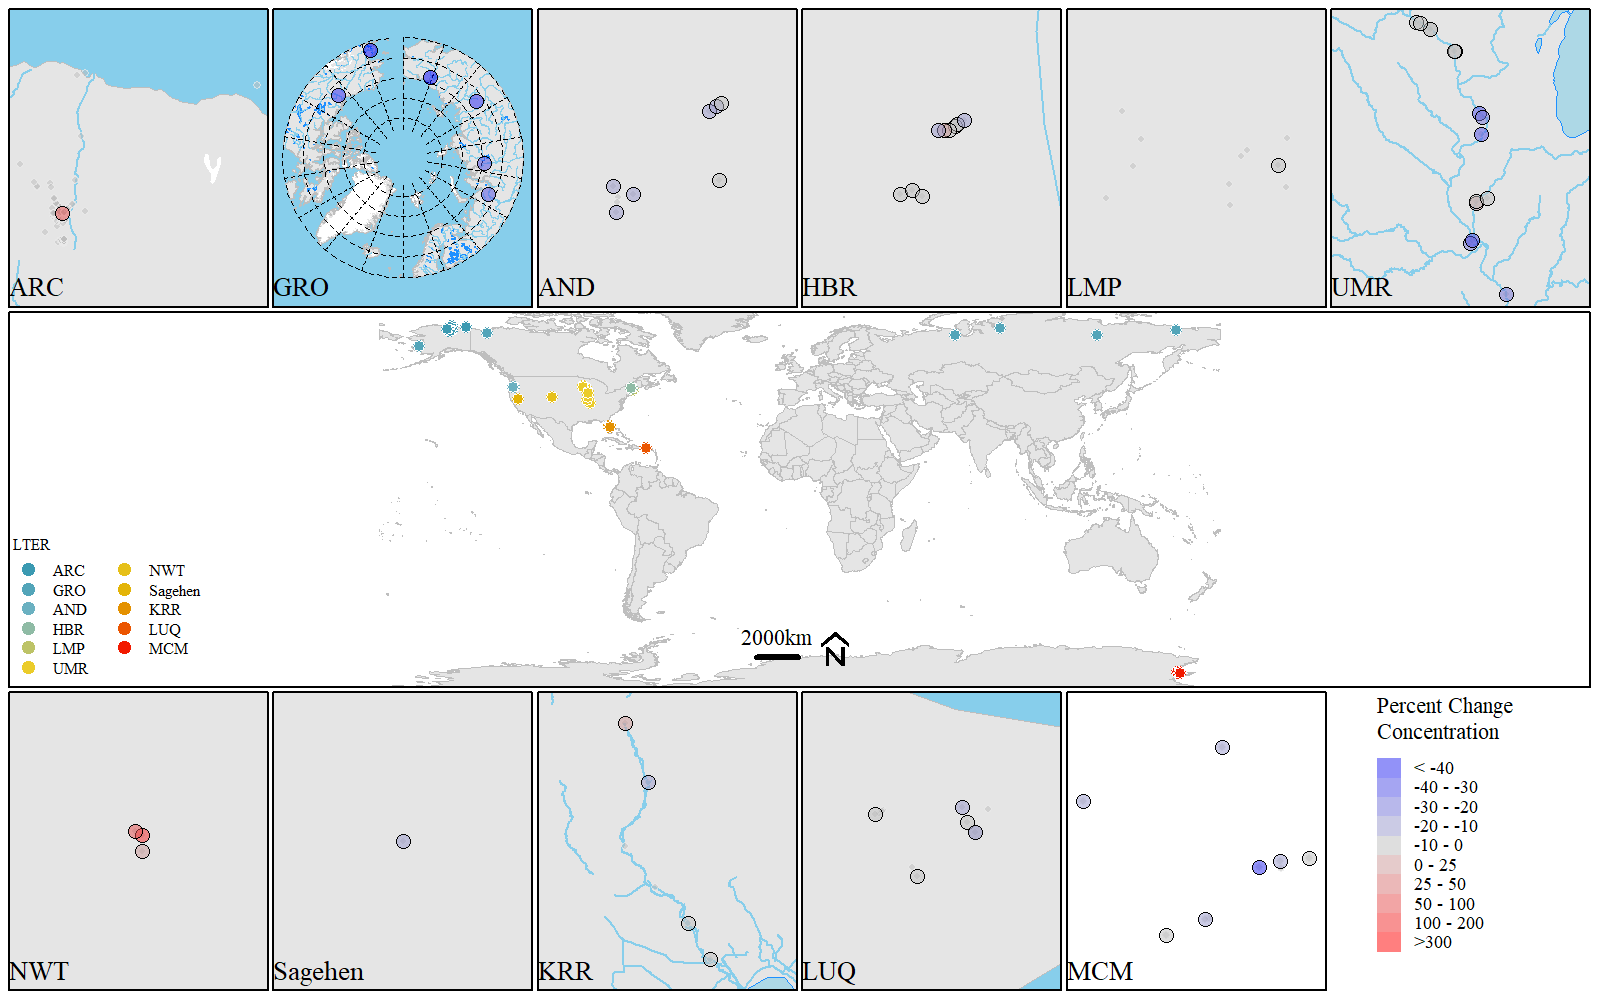 ARC
GRO
AND
HBR
LMP
UMR
LTER
ARC
GRO
AND
HBR
LMP
UMR
NWT
Sagehen
KRR
LUQ
MCM
2000km
N
NWT
Sagehen
KRR
LUQ
MCM
Percent Change
Concentration
< -40
-40 - -30
-30 - -20
-20 - -10
-10 - 0
0 - 25
25 - 50
50 - 100
100 - 200
>300